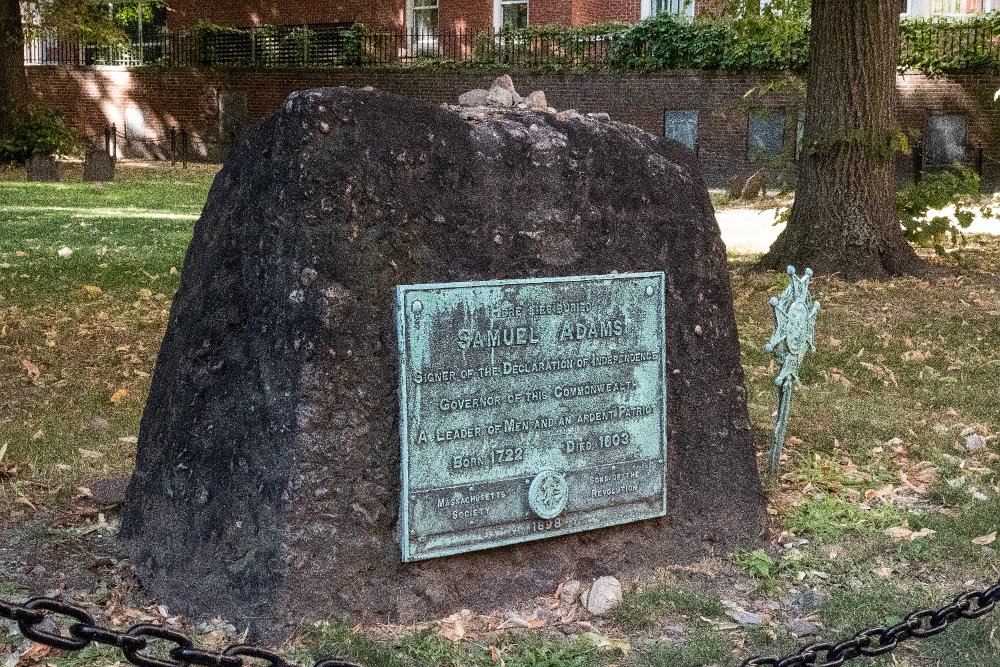 HERE LIES BURIED
SAMUEL ADAMS
SIGNER OF THE DECLARATION OF INDEPENDENCE
GOVERNOR OF THIS COMMONWEALTH
A LEADER OF MEN AND AN ARDENT PATRIOT
BORN 1722 DIED 1803
MASSACHUSETTS SOCIETY
SONS OF THE REVOLUTION
1898